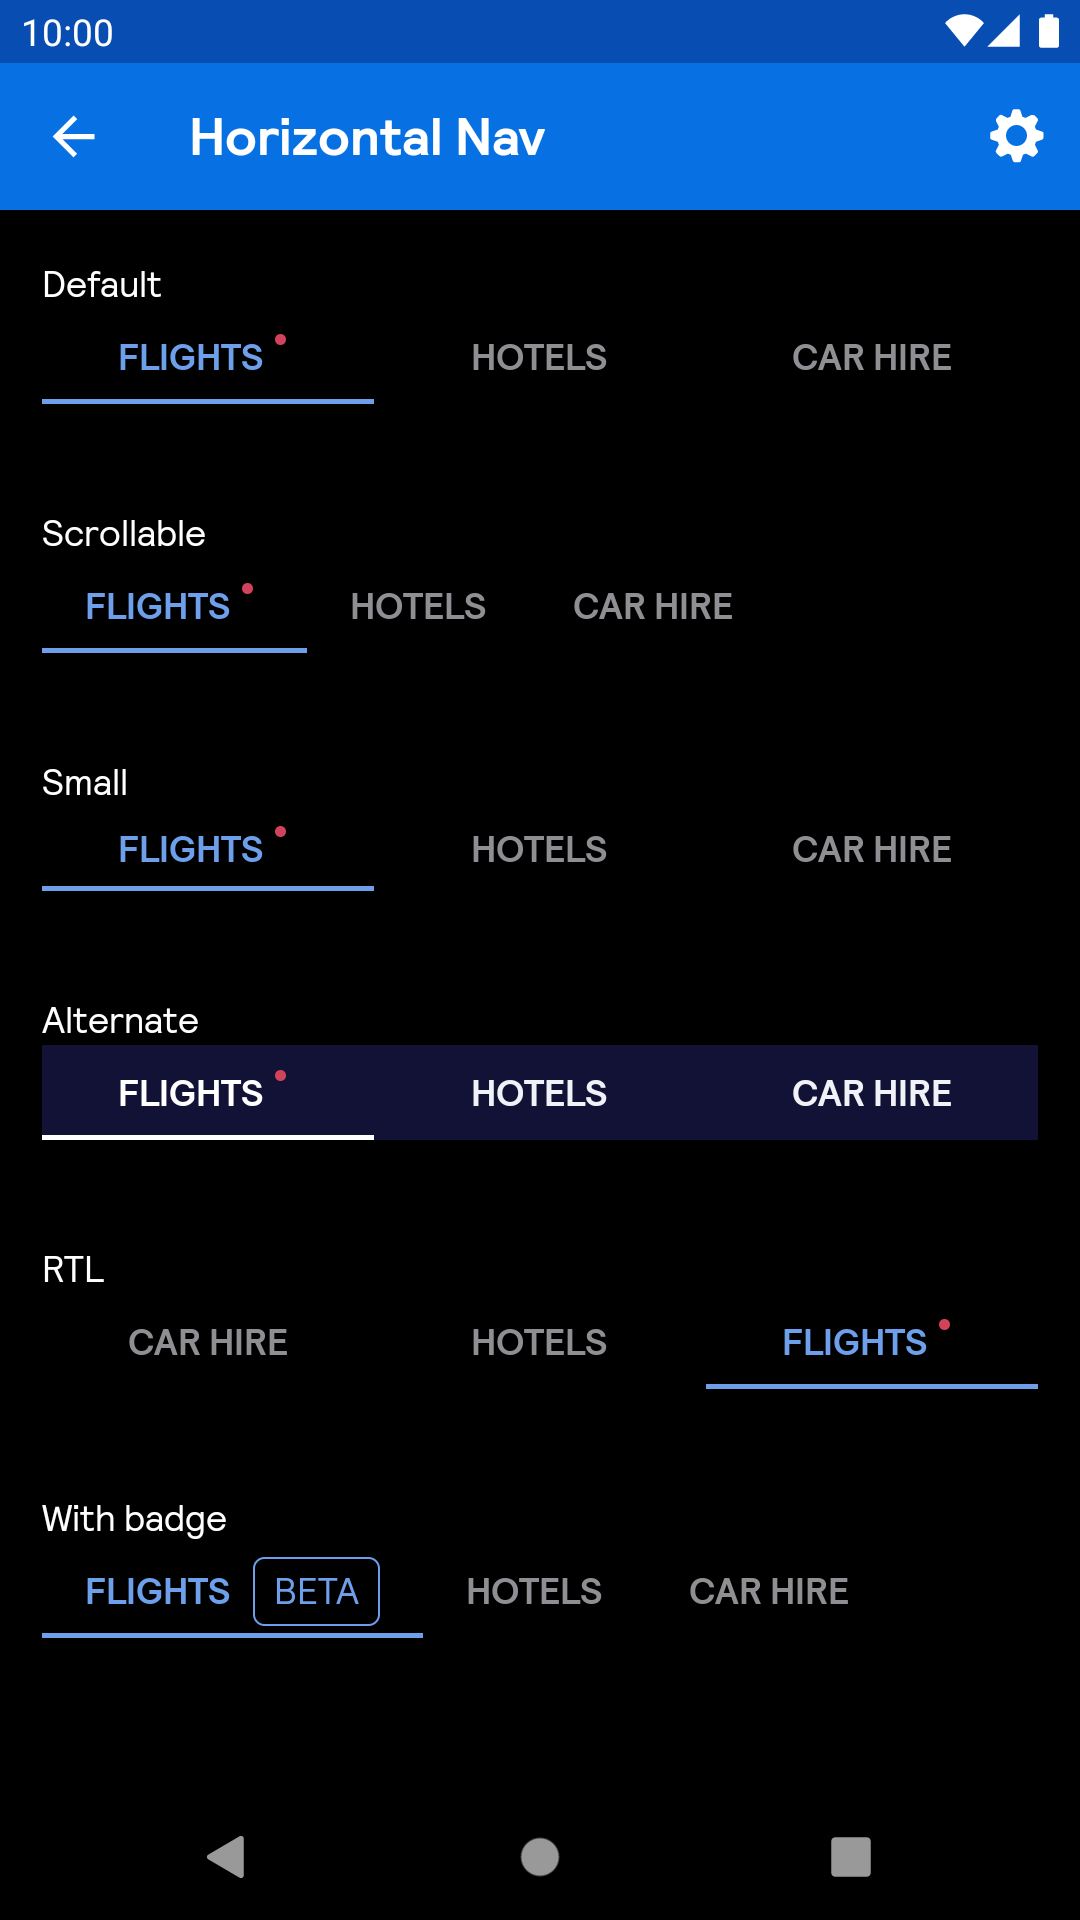 10:00
Horizontal Nav
Default
FLIGHTS HOTELS CAR HIRE
Scrollable
FLIGHTS HOTELS CAR HIRE
Small
FLIGHTS HOTELS CAR HIRE
Alternate
FLIGHTS HOTELS CAR HIRE
RTL
CAR HIRE HOTELS FLIGHTS
With badge
FLIGHTS BETA HOTELS CAR HIRE